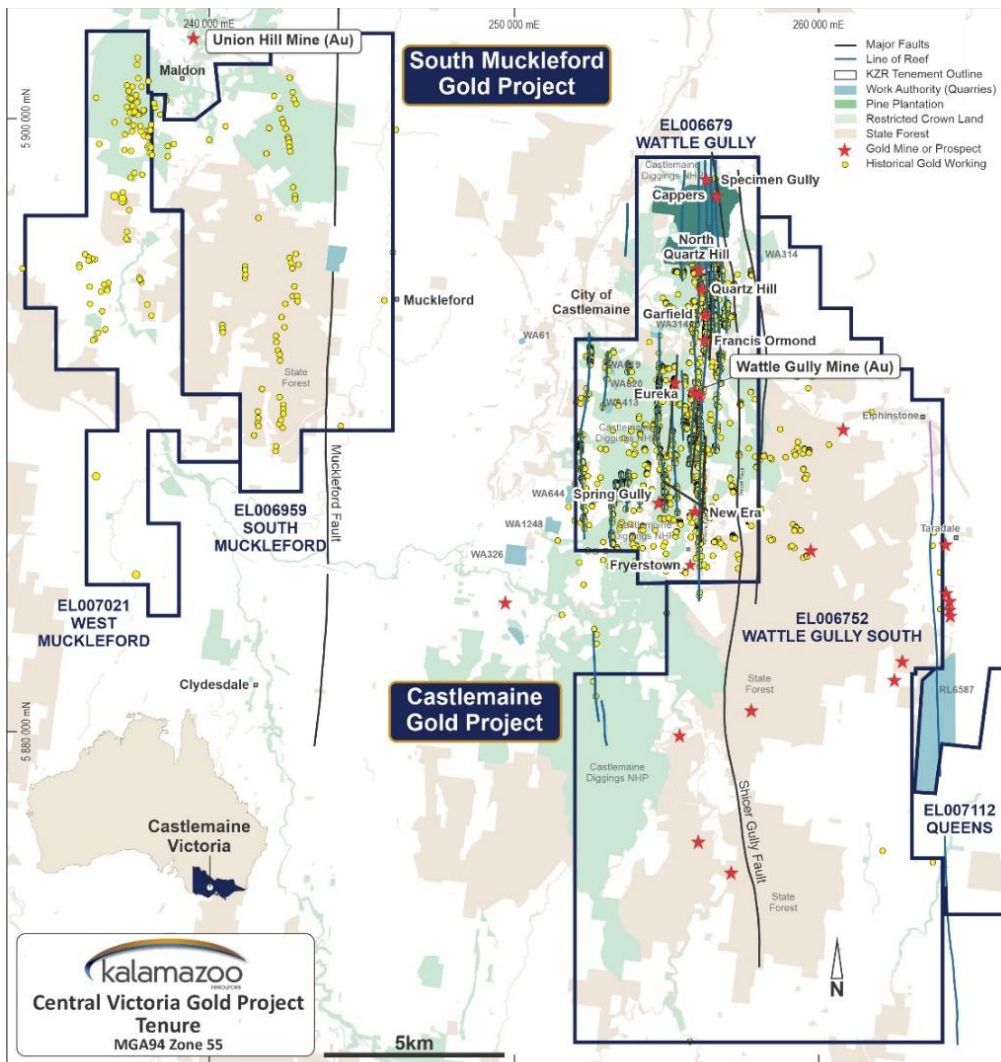 240 000 mE
250 000 mE
260 000 mE
5 900 000 mN
5 880 000 mN
Union Hill Mine (Au)
Maldon
South Muckleford
Gold Project
Major Faults
Line of Reef
KZR Tenement Outline
Work Authority (Quarries)
Pine Plantation
Restricted Crown Land
State Forest
Gold Mine or Prospect
Historical Gold Working
EL006679
WATTLE GULLY
Castlemaine
Diggings NHP
Specimen Gully
Cappers
North
Quartz Hill
WA314
Quartz Hill
Muckleford
City of
Castlemaine
Garfield
WA314
WA61
Francis Ormond
Wattle Gully Mine (Au)
Eureka
WA413
State
Forest
Elphinstone
Castlemaine
Diggings NHP
Muckleford Fault
EL006959
SOUTH
MUCKLEFORD
WA644
Spring Gully
New Era
WA1248
Castlemaine
Diggings NHP
Taradale
WA326
Fryerstown
EL007021
WEST
MUCKLEFORD
EL006752
WATTLE GULLY SOUTH
Clydesdale
Castlemaine
Gold Project
State
Forest
RL6587
Castlemaine
Diggings NHP
Shicer Gully Fault
EL007112
QUEENS
Castlemaine
Victoria
State
Forest
kalamazoo
RESOURCES
Central Victoria Gold Project
Tenure
MGA94 Zone 55
5km
N